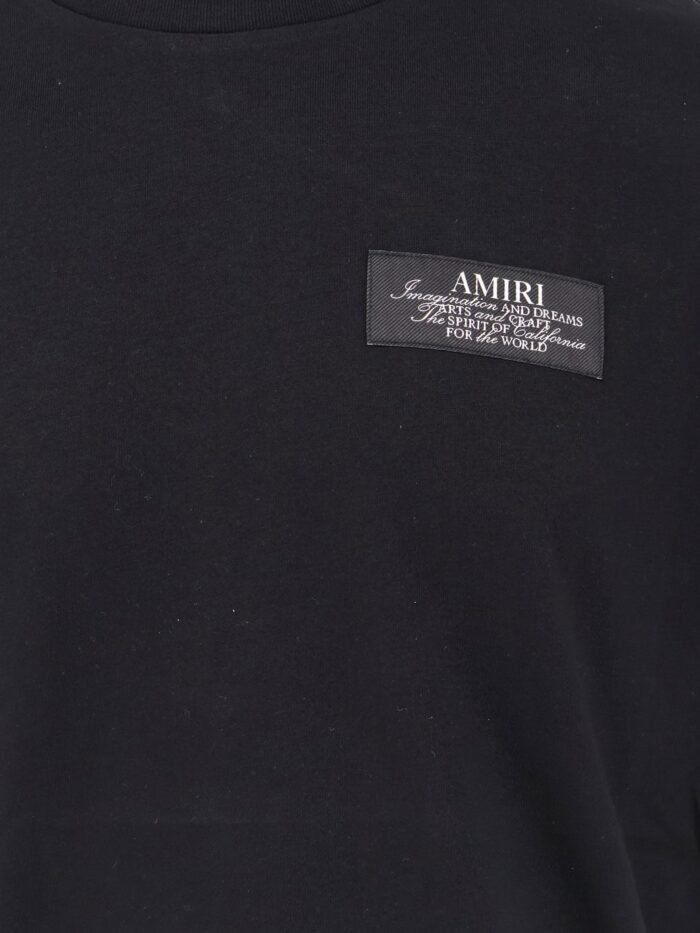 AMIRI
Imagination AND DREAMS
ARTS and CRAFT
The SPIRIT OF California
FOR the WORLD